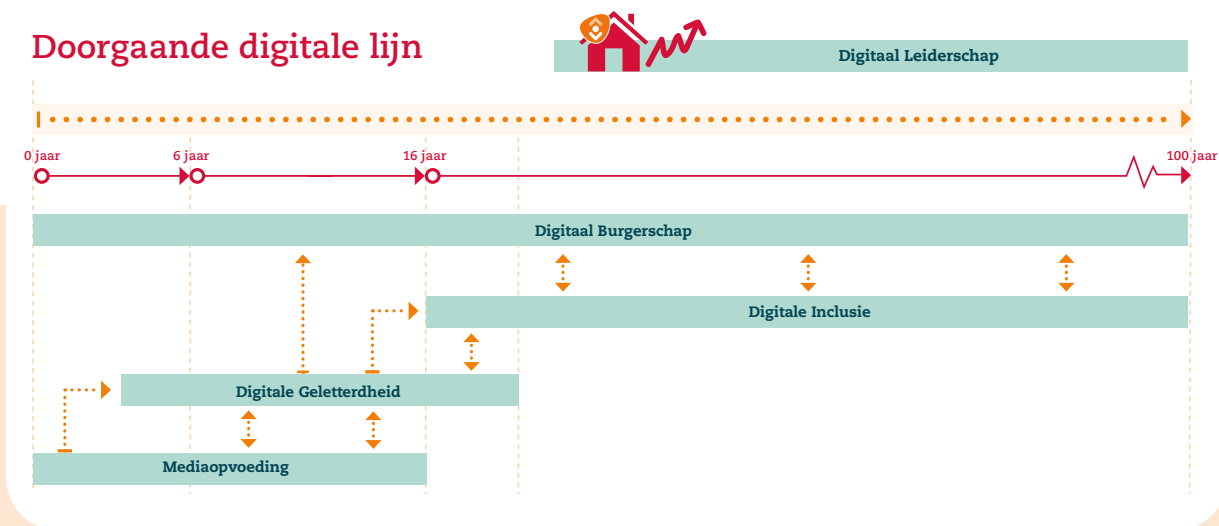 Doorgaande digitale lijn
Digitaal Leiderschap
0 jaar
6 jaar
16 jaar
100 jaar
Digitaal Burgerschap
Digitale Inclusie
Digitale Geletterdheid
Mediaopvoeding